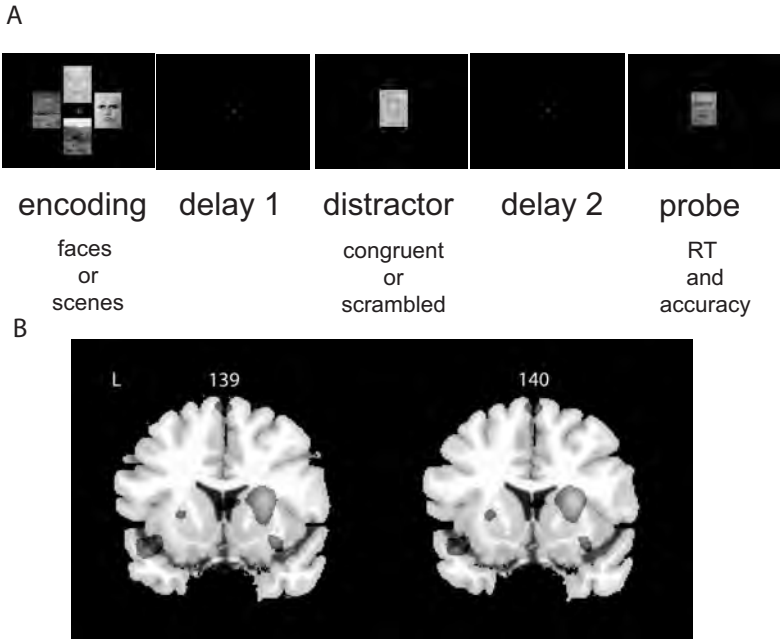 A
encoding delay 1 distractor delay 2 probe
faces
or
scenes
congruent
or
scrambled
RT
and
accuracy
B
L 139 140